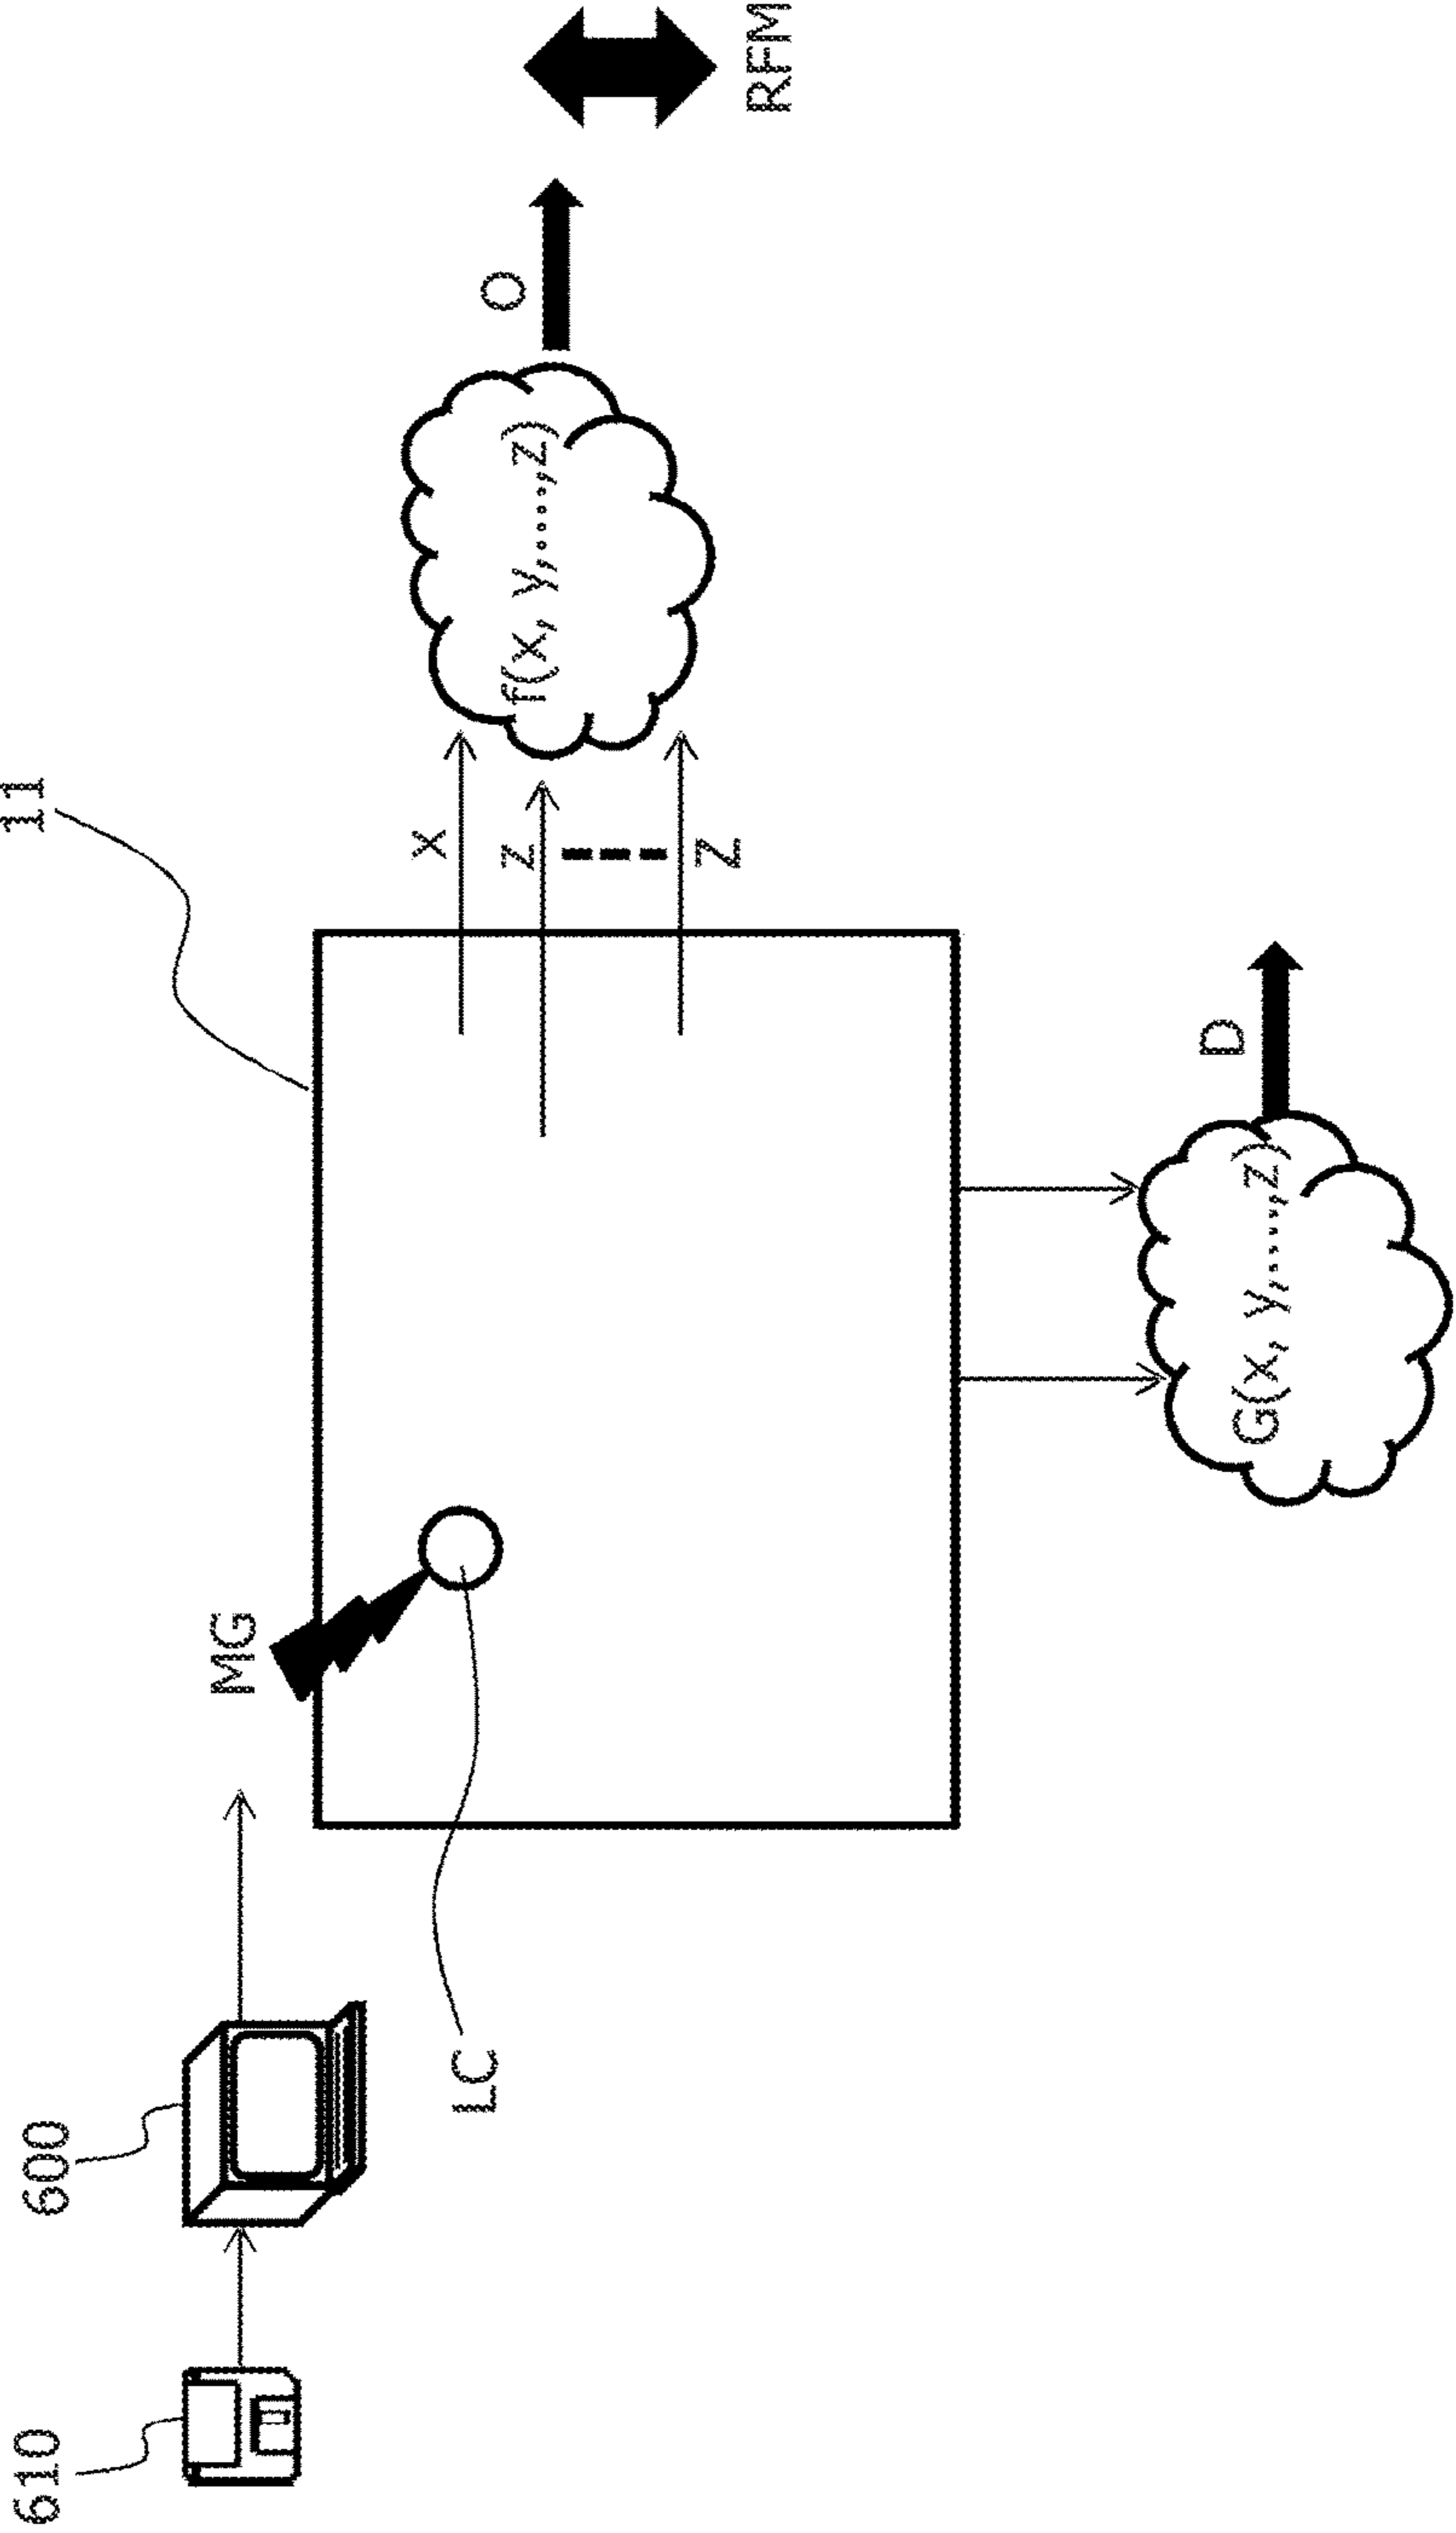 610
600
MG
LC
11
x
z
Z
f(x, y,....,z)
O
RFM
G(x, y,....,z)
D